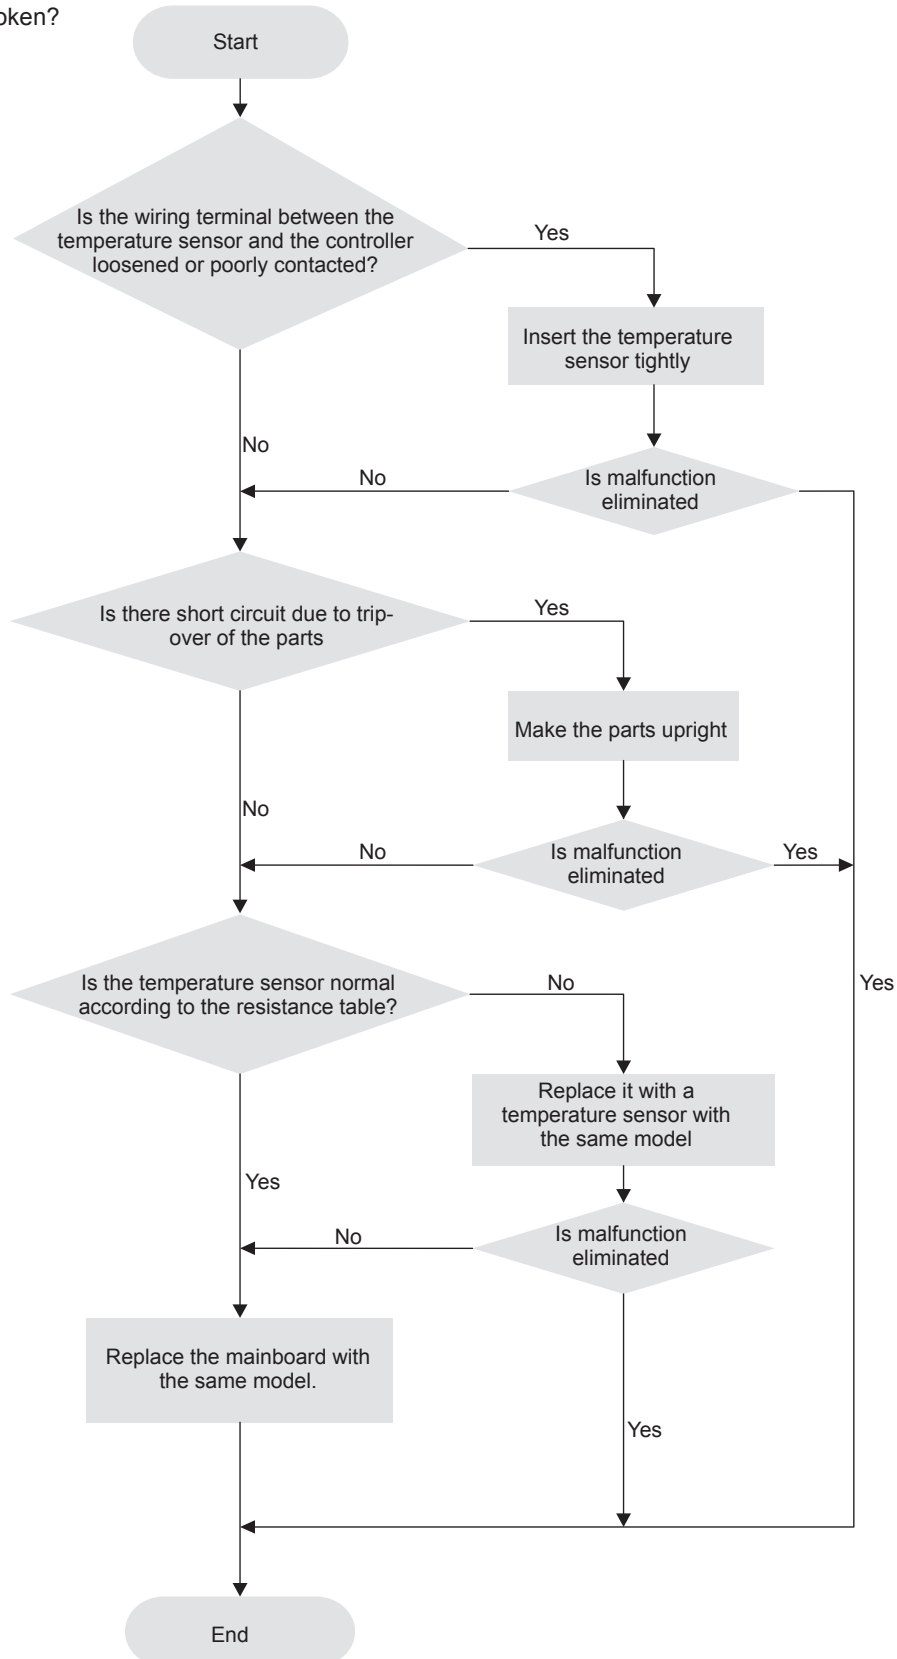 oken?
Start
Is the wiring terminal between the
temperature sensor and the controller
loosened or poorly contacted?
Yes
Insert the temperature
sensor tightly
No
No
Is malfunction
eliminated
Is there short circuit due to trip-
over of the parts
Yes
Make the parts upright
No
No
Is malfunction
eliminated
Yes
Is the temperature sensor normal
according to the resistance table?
No
Yes
Replace it with a
temperature sensor with
the same model
Yes
No
Is malfunction
eliminated
Replace the mainboard with
the same model.
Yes
End